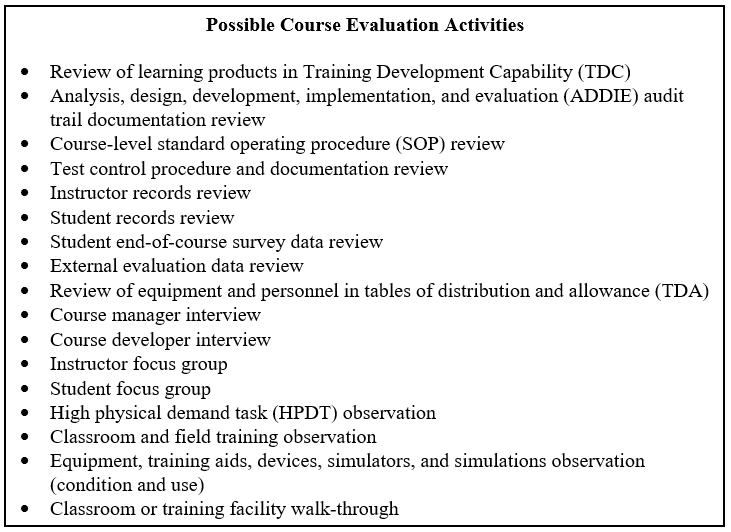 Possible Course Evaluation Activities
• Review of learning products in Training Development Capability (TDC)
• Analysis, design, development, implementation, and evaluation (ADDIE) audit
trail documentation review
• Course-level standard operating procedure (SOP) review
• Test control procedure and documentation review
• Instructor records review
• Student records review
• Student end-of-course survey data review
• External evaluation data review
• Review of equipment and personnel in tables of distribution and allowance (TDA)
• Course manager interview
• Course developer interview
• Instructor focus group
• Student focus group
• High physical demand task (HPDT) observation
• Classroom and field training observation
• Equipment, training aids, devices, simulators, and simulations observation
(condition and use)
• Classroom or training facility walk-through